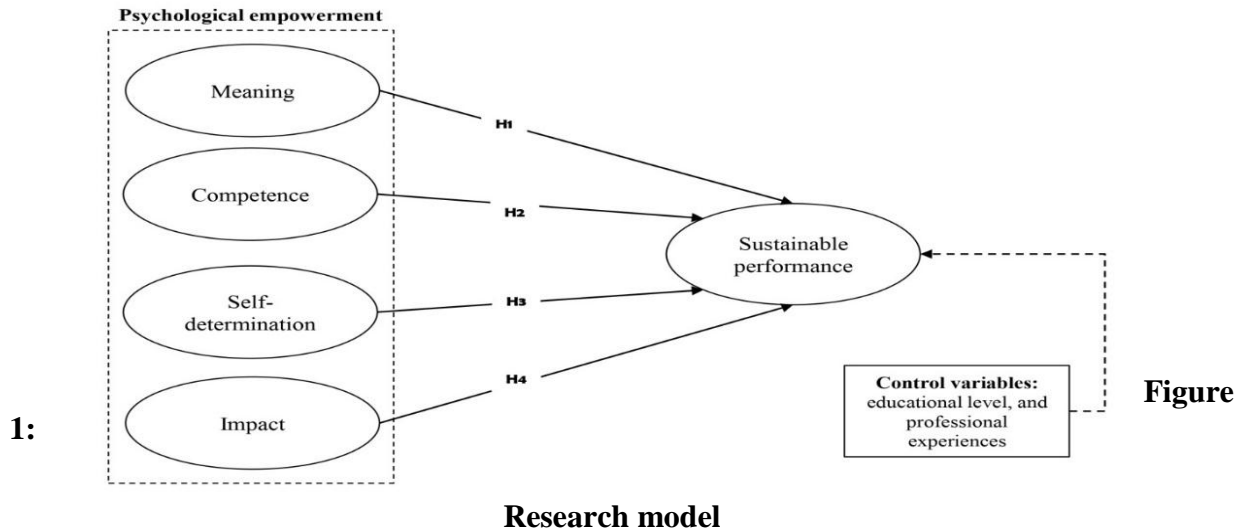 Psychological empowerment
Meaning
H1
Competence
H2
Sustainable
performance
Self-
determination
H3
H4
Impact
Control variables:
educational level, and
professional
experiences
Figure
1:
Research model